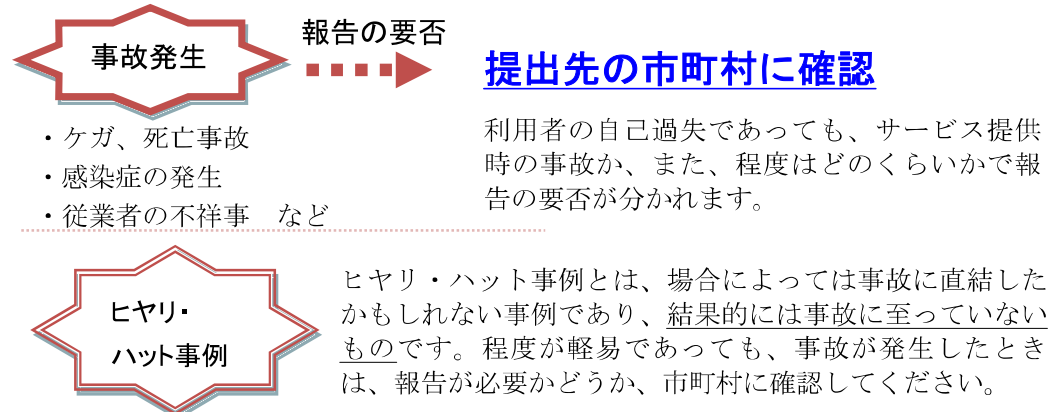 事故発生
報告の要否
提出先の市町村に確認
・ケガ、死亡事故
・感染症の発生
・従業者の不祥事　など
利用者の自己過失であっても、サービス提供
時の事故か、また、程度はどのくらいかで報
告の要否が分かれます。
ヒヤリ・
ハット事例
ヒヤリ・ハット事例とは、場合によっては事故に直結した
かもしれない事例であり、結果的には事故に至っていない
ものです。程度が軽易であっても、事故が発生したとき
は、報告が必要かどうか、市町村に確認してください。